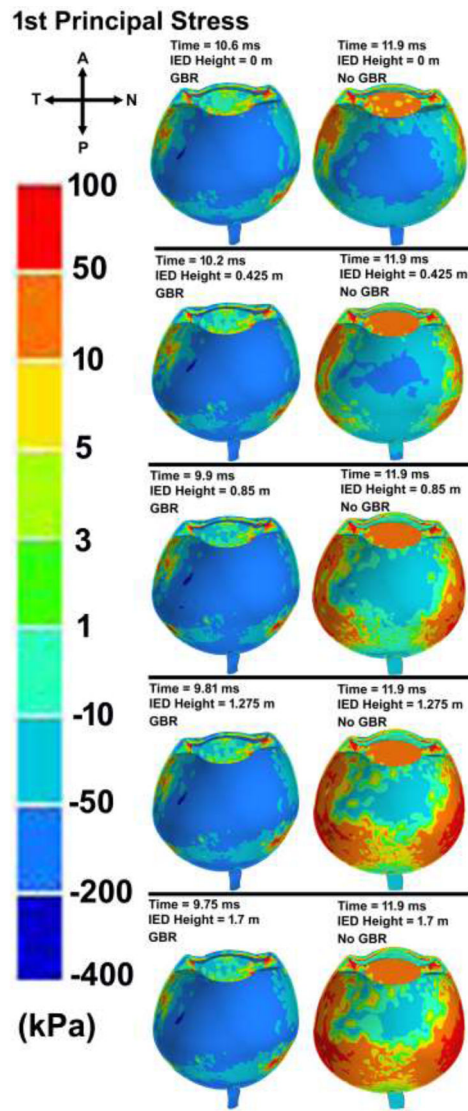 1st Principal Stress
A
T N
P
100
50
10
5
3
1
-10
-50
-200
-400
(kPa)
Time = 10.6 ms
IED Height = 0 m
GBR
Time = 11.9 ms
IED Height = 0 m
No GBR
Time = 10.2 ms
IED Height = 0.425 m
GBR
Time = 11.9 ms
IED Height = 0.425 m
No GBR
Time = 9.9 ms
IED Height = 0.85 m
GBR
Time = 11.9 ms
IED Height = 0.85 m
No GBR
Time = 9.81 ms
IED Height = 1.275 m
GBR
Time = 11.9 ms
IED Height = 1.275 m
No GBR
Time = 9.75 ms
IED Height = 1.7 m
GBR
Time = 11.9 ms
IED Height = 1.7 m
No GBR